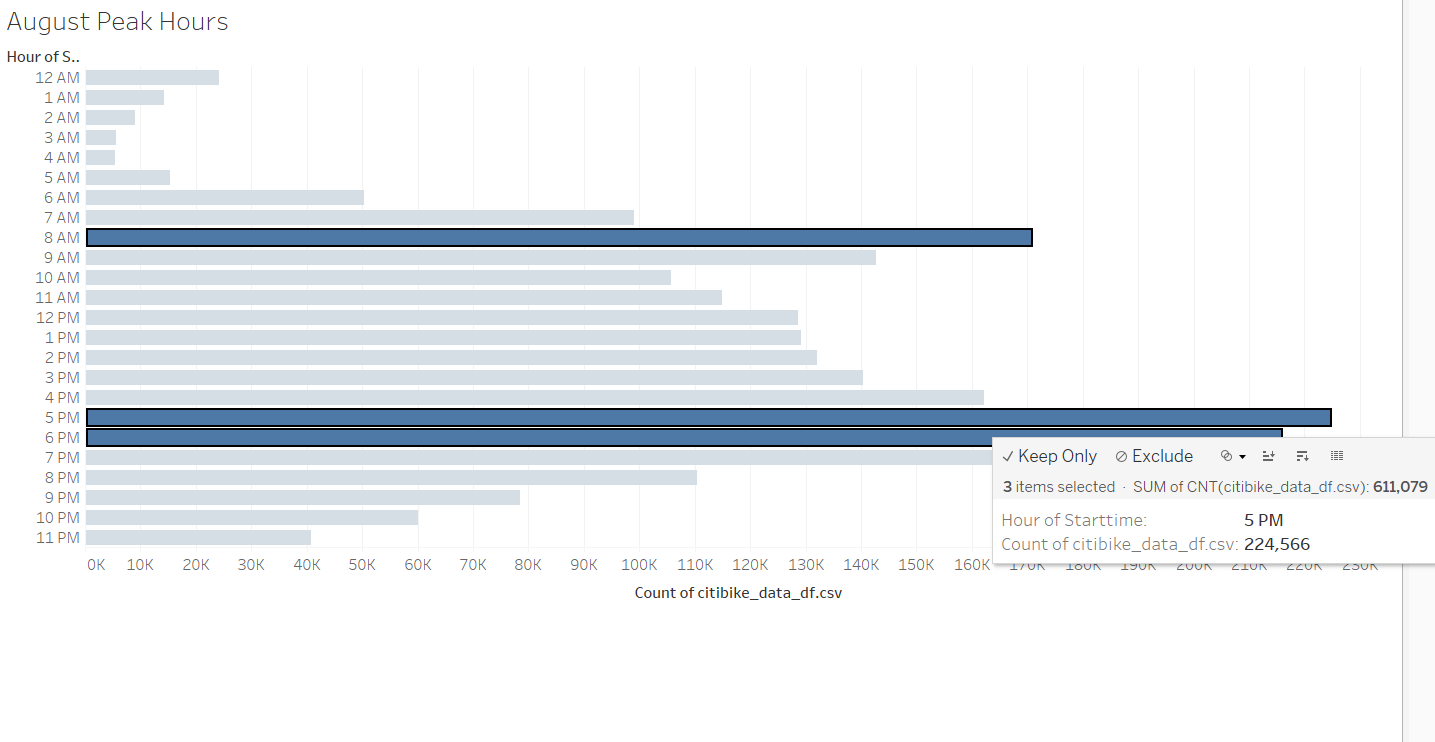 August Peak Hours
Hour of S..
12 AM
1 AM
2 AM
3 AM
4 AM
5 AM
6 AM
7 AM
8 AM
9 AM
10 AM
11 AM
12 PM
1 PM
2 PM
3 PM
4 PM
5 PM
6 PM
7 PM
8 PM
9 PM
10 PM
11 PM
Keep Only Exclude
3 items selected · SUM of CNT(citibike_data_df.csv): 611,079
Hour of Starttime: 5 PM
Count of citibike_data_df.csv: 224,566
0K 10K 20K 30K 40K 50K 60K 70K 80K 90K 100K 110K 120K 130K 140K 150K 160K 170K 180K 190K 200K 210K 220K 230K
Count of citibike_data_df.csv